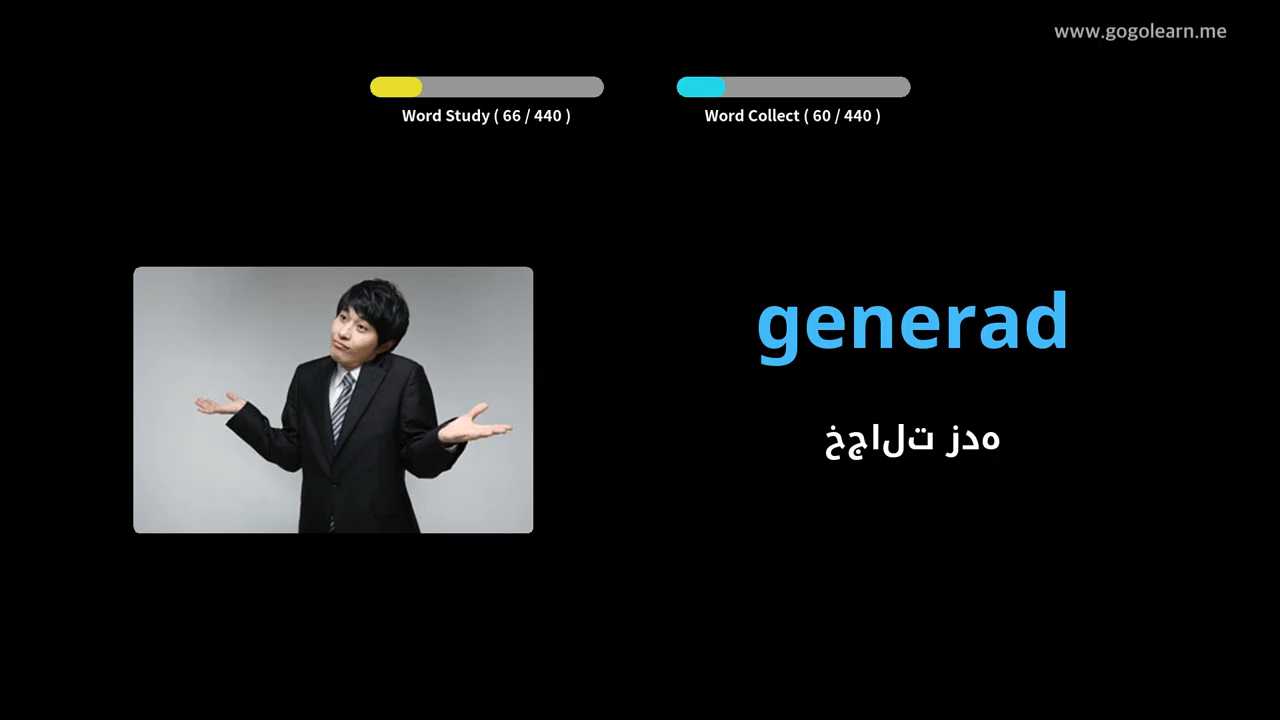 www.gogolearn.me
Word Study ( 66 / 440 )
Word Collect ( 60 / 440 )
generad
خجالت زده